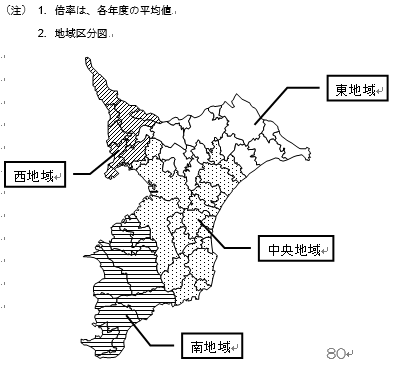 （注） 1. 倍率は、各年度の平均値
2. 地域区分図
東地域
西地域
中央地域
南地域
80